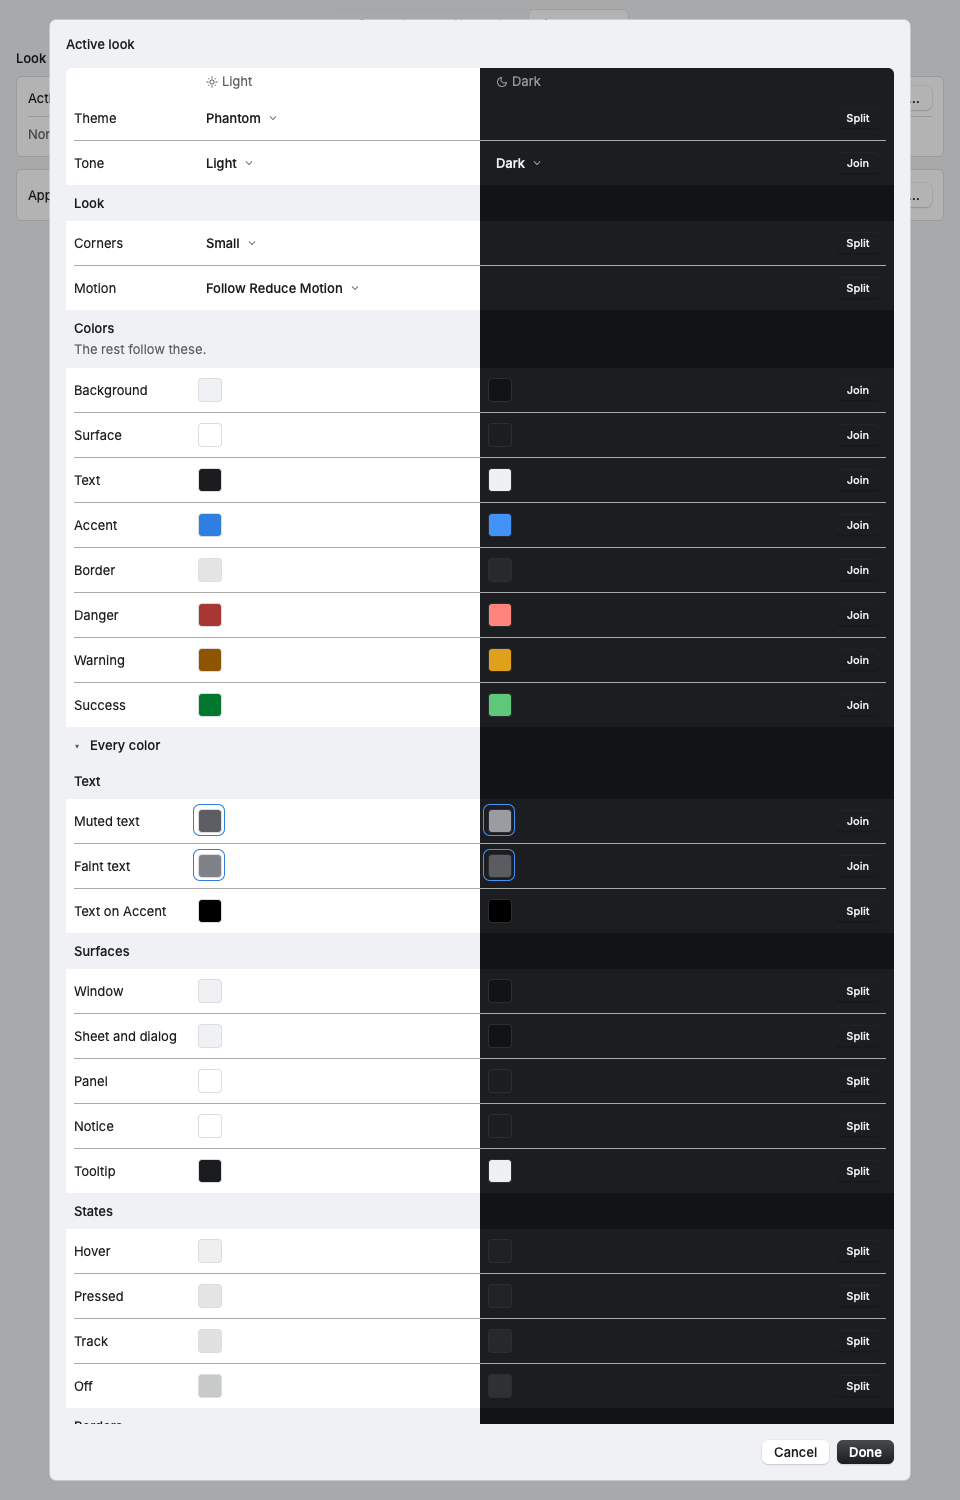 Look
Active look
Light
Dark
Theme
Phantom
Split
Tone
Light
Dark
Join
Look
Corners
Small
Split
Motion
Follow Reduce Motion
Split
Colors
The rest follow these.
Background
Join
Surface
Join
Text
Join
Accent
Join
Border
Join
Danger
Join
Warning
Join
Success
Join
Every color
Text
Muted text
Join
Faint text
Join
Text on Accent
Split
Surfaces
Window
Split
Sheet and dialog
Split
Panel
Split
Notice
Split
Tooltip
Split
States
Hover
Split
Pressed
Split
Track
Split
Off
Split
Borders
Cancel
Done